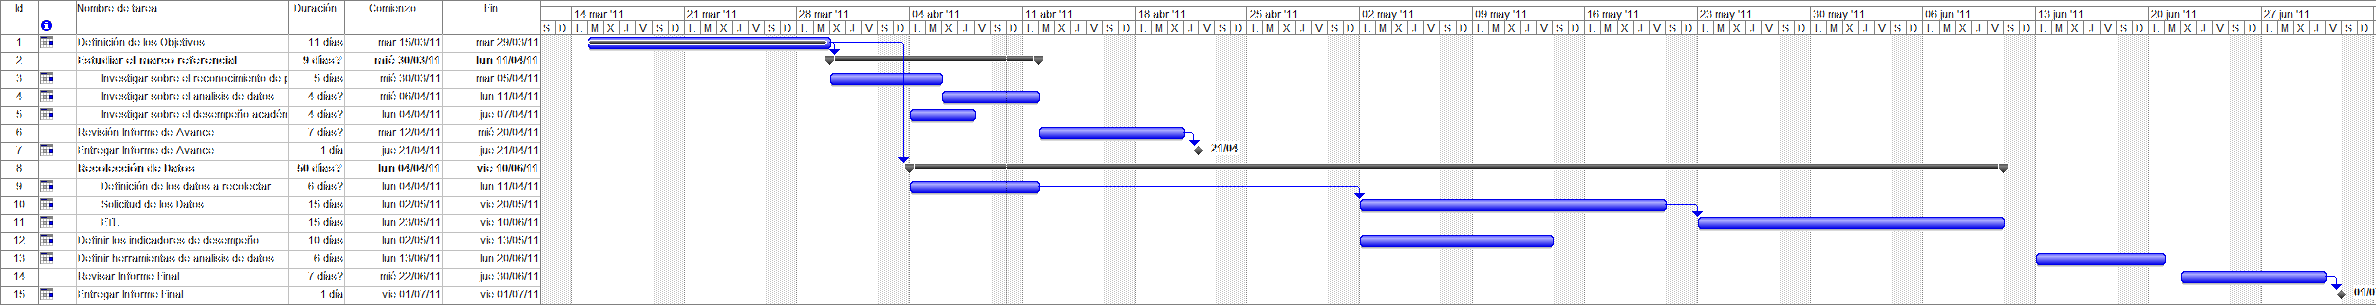 Id Nombre de tarea Duración Comienzo Fin 14 mar '11 21 mar '11 28 mar '11 04 abr '11 11 abr '11 18 abr '11 25 abr '11 02 may '11 09 may '11 16 may '11 23 may '11 30 may '11 06 jun '11 13 jun '11 20 jun '11 27 jun '11
S D L M X J V S D L M X J V S D L M X J V S D L M X J V S D L M X J V S D L M X J V S D L M X J V S D L M X J V S D L M X J V S D L M X J V S D L M X J V S D L M X J V S D L M X J V S D L M X J V S D L M X J V S D L M X J V S D
1 Definición de los Objetivos 11 días mar 15/03/11 mar 29/03/11
2 Estudiar el marco referencial 9 días? mié 30/03/11 lun 11/04/11
3 Investigar sobre el reconocimiento de p 5 días mié 30/03/11 mar 05/04/11
4 Investigar sobre el analisis de datos 4 días? mié 06/04/11 lun 11/04/11
5 Investigar sobre el desempeño académ 4 días? lun 04/04/11 jue 07/04/11
6 Revisión Informe de Avance 7 días? mar 12/04/11 mié 20/04/11
7 Entregar Informe de Avance 1 día jue 21/04/11 jue 21/04/11 21/04
8 Recolección de Datos 50 días? lun 04/04/11 vie 10/06/11
9 Definición de los datos a recolectar 6 días? lun 04/04/11 lun 11/04/11
10 Solicitud de los Datos 15 días lun 02/05/11 vie 20/05/11
11 ETL 15 días lun 23/05/11 vie 10/06/11
12 Definir los indicadores de desempeño 10 días lun 02/05/11 vie 13/05/11
13 Definir herramientas de analisis de datos 6 días lun 13/06/11 lun 20/06/11
14 Revisar Informe Final 7 días? mié 22/06/11 jue 30/06/11
15 Entregar Informe Final 1 día vie 01/07/11 vie 01/07/11 01/0